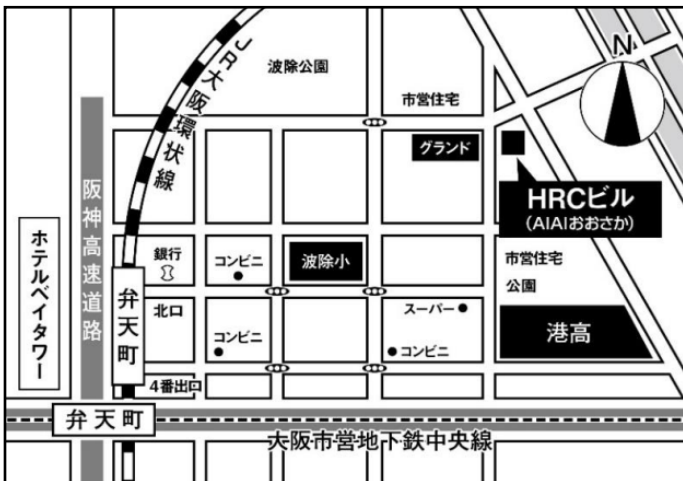 N
波除公園
市営住宅
JR大阪環状線
グランド
HRCビル
(AIAIおおさか)
阪神高速道路
ホテルベイタワー
銀行
コンビニ
波除小
市営住宅
公園
弁天町
北口
スーパー
港高
コンビニ
コンビニ
4番出口
弁天町
大阪市営地下鉄中央線